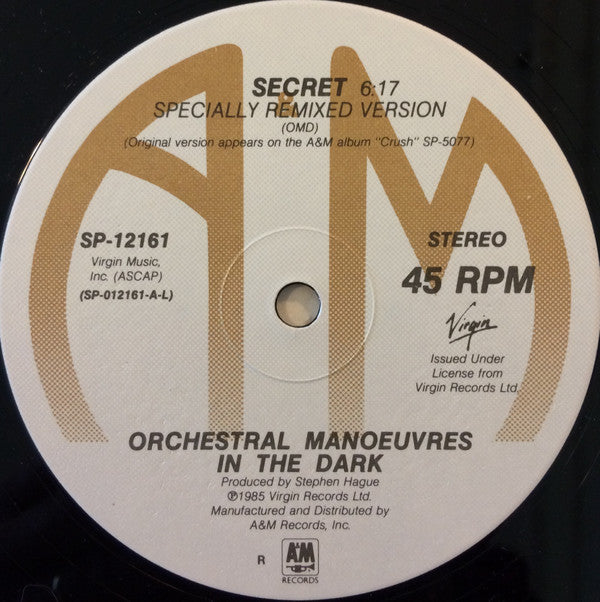 SECRET 6:17
SPECIALLY REMIXED VERSION
(OMD)
(Original version appears on the A&M album "Crush" SP-5077)
SP-12161
Virgin Music,
Inc. (ASCAP)
(SP-012161-A-L)
STEREO
45 RPM
Virgin
Issued Under
License from
Virgin Records Ltd.
ORCHESTRAL MANOEUVRES
IN THE DARK
Produced by Stephen Hague
℗1985 Virgin Records Ltd.
Manufactured and Distributed by
A&M Records, Inc.
R
A&M
RECORDS